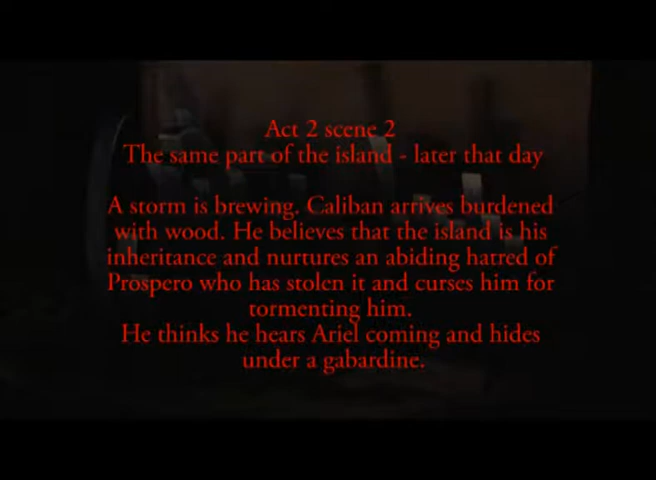 Act 2 scene 2
The same part of the island - later that day
A storm is brewing. Caliban arrives burdened
with wood. He believes that the island is his
inheritance and nurtures an abiding hatred of
Prospero who has stolen it and curses him for
tormenting him.
He thinks he hears Ariel coming and hides
under a gabardine.